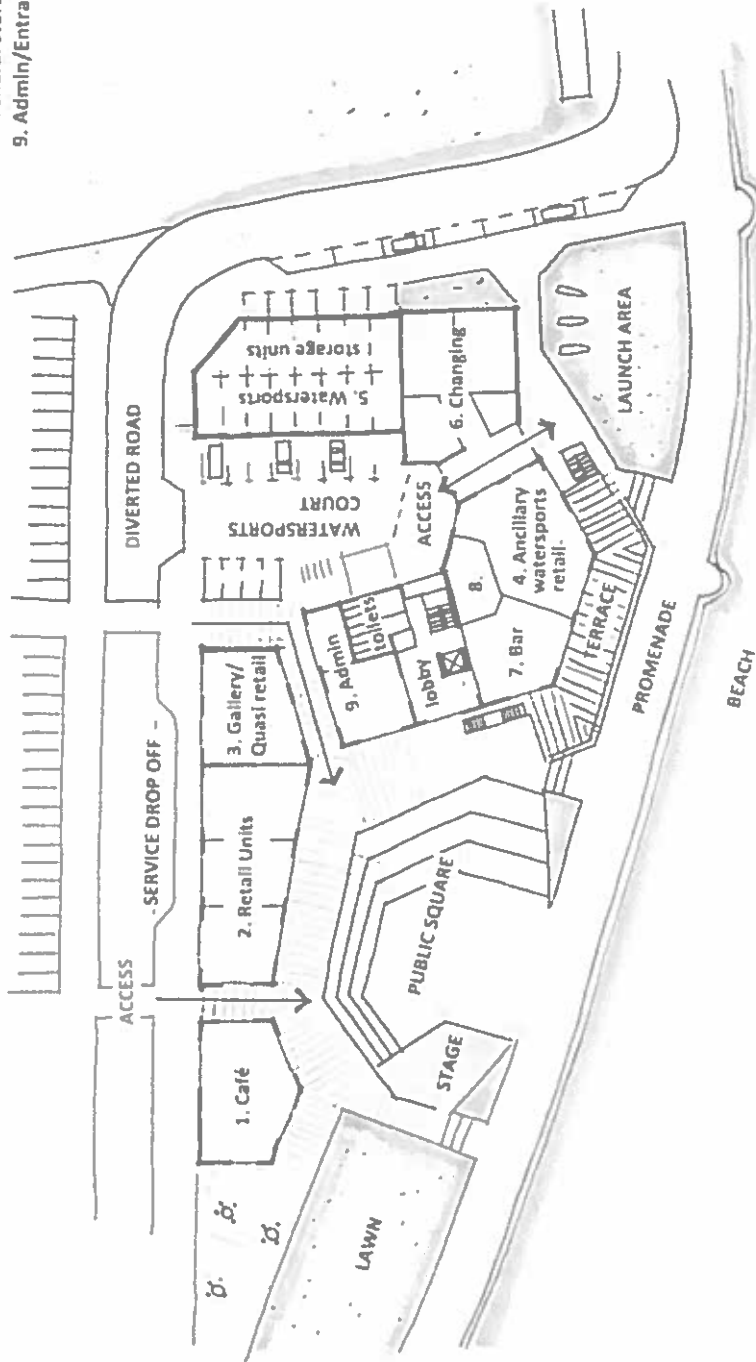 9. Admin/Entra
DIVERTED ROAD
SERVICE DROP OFF -
ACCESS
5. Watersports
storage units
WATERSPORTS
COURT
6. Changing
ACCESS
LAUNCH AREA
4. Ancilliary
watersports
retail-
8.
9. Admin
toilets
lobby
7. Bar
TERRACE
3. Gallery/
Quasi retail
2. Retail Units
1. Café
PUBLIC SQUARE
STAGE
LAWN
PROMENADE
BEACH